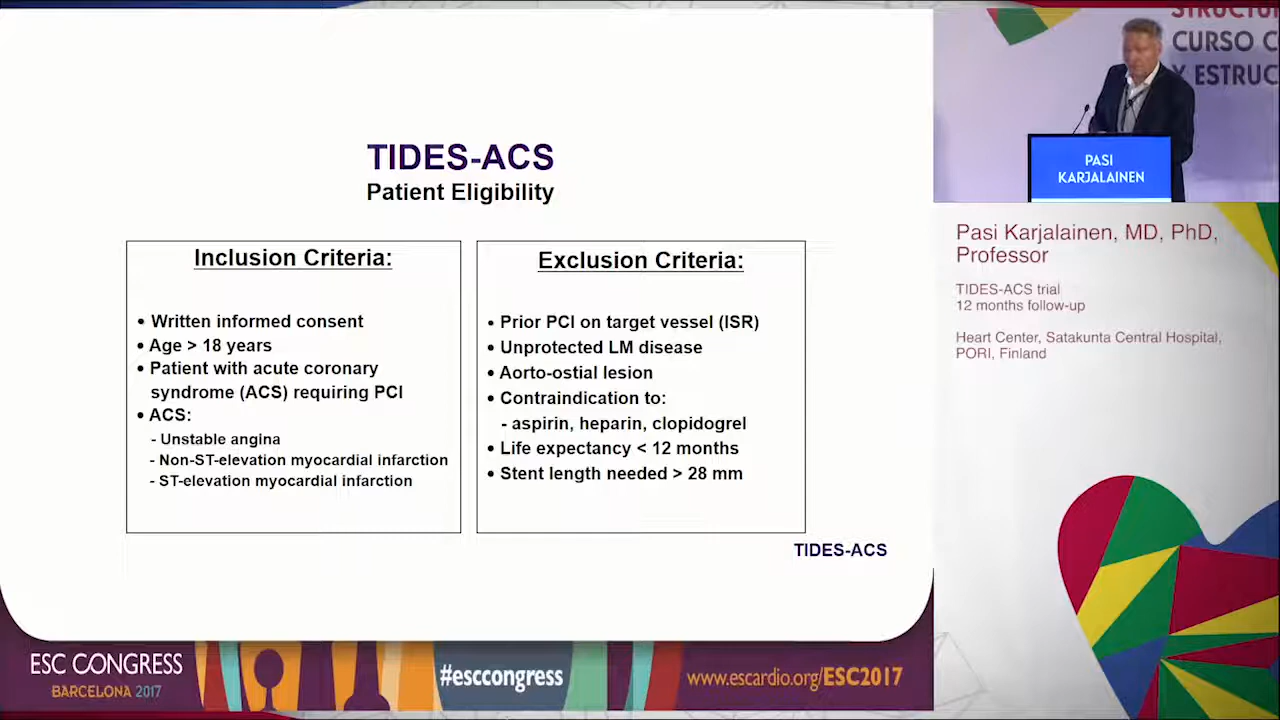 TIDES-ACS
Patient Eligibility
Inclusion Criteria:
• Written informed consent
• Age > 18 years
• Patient with acute coronary
syndrome (ACS) requiring PCI
• ACS:
- Unstable angina
- Non-ST-elevation myocardial infarction
- ST-elevation myocardial infarction
Exclusion Criteria:
• Prior PCI on target vessel (ISR)
• Unprotected LM disease
• Aorto-ostial lesion
• Contraindication to:
- aspirin, heparin, clopidogrel
• Life expectancy < 12 months
• Stent length needed > 28 mm
TIDES-ACS
CURSO C
Y ESTRUC
PASI
KARJALAINEN
Pasi Karjalainen, MD, PhD,
Professor
TIDES-ACS trial
12 months follow-up
Heart Center, Satakunta Central Hospital,
PORI, Finland
ESC CONGRESS
BARCELONA 2017
#esccongress
www.escardio.org/ESC2017